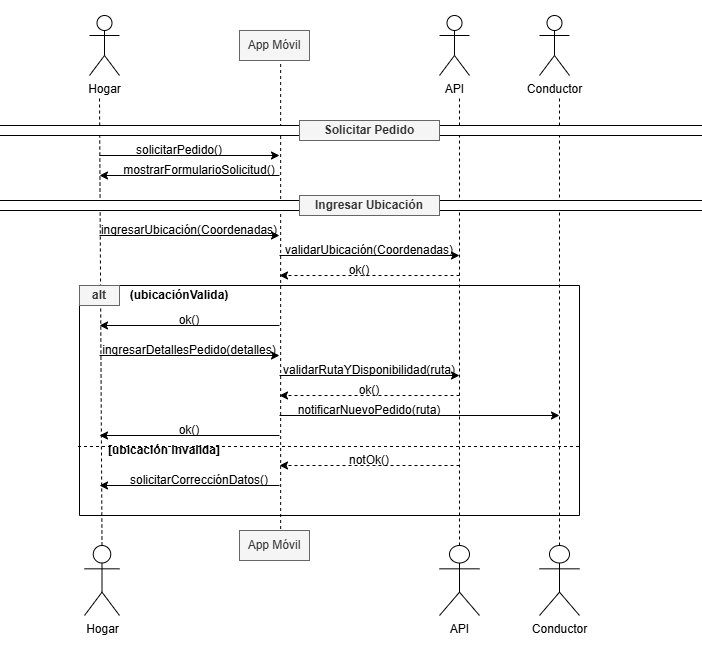 App Móvil
Hogar
API
Conductor
Solicitar Pedido
solicitarPedido()
mostrarFormularioSolicitud()
Ingresar Ubicación
ingresarUbicación(Coordenadas)
validarUbicación(Coordenadas)
ok()
alt
(ubicaciónValida)
ok()
ingresarDetallesPedido(detalles)
validarRutaYDisponibilidad(ruta)
ok()
notificarNuevoPedido(ruta)
ok()
[ubicación invalida]
notOk()
solicitarCorrecciónDatos()
App Móvil
Hogar
API
Conductor